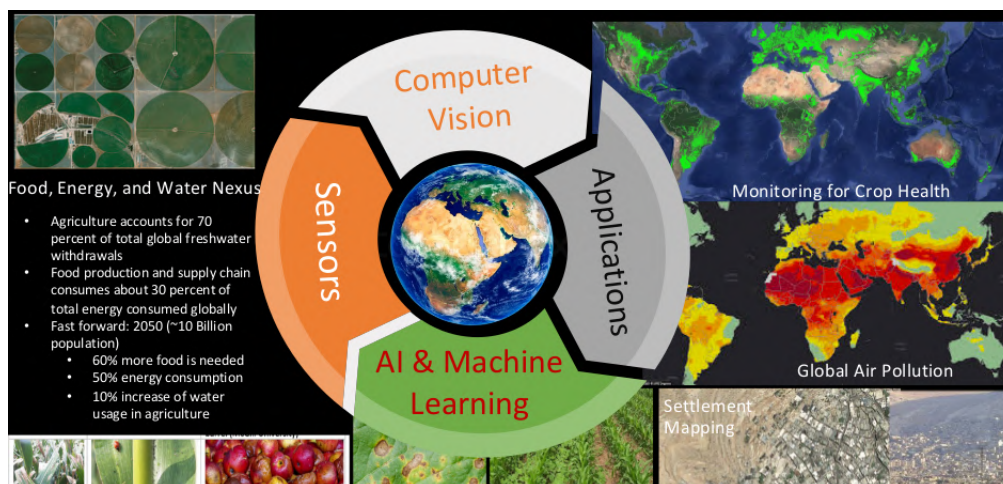 Computer
Vision
Sensors
Applications
AI & Machine
Learning
Food, Energy, and Water Nexus
• Agriculture accounts for 70
percent of total global freshwater
withdrawals
• Food production and supply chain
consumes about 30 percent of
total energy consumed globally
• Fast forward: 2050 (~10 Billion
population)
• 60% more food is needed
• 50% energy consumption
• 10% increase of water
usage in agriculture
Monitoring for Crop Health
Global Air Pollution
Settlement
Mapping